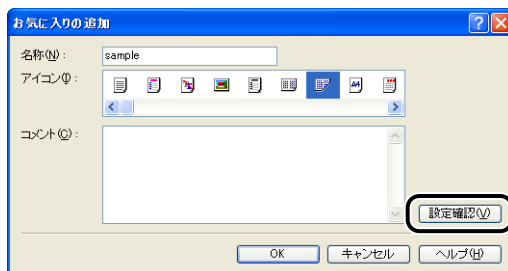 お気に入りの追加
名称(N):
sample
アイコン(I):
A4
コメント(C):
設定確認(V)
OK
キャンセル
ヘルプ(H)